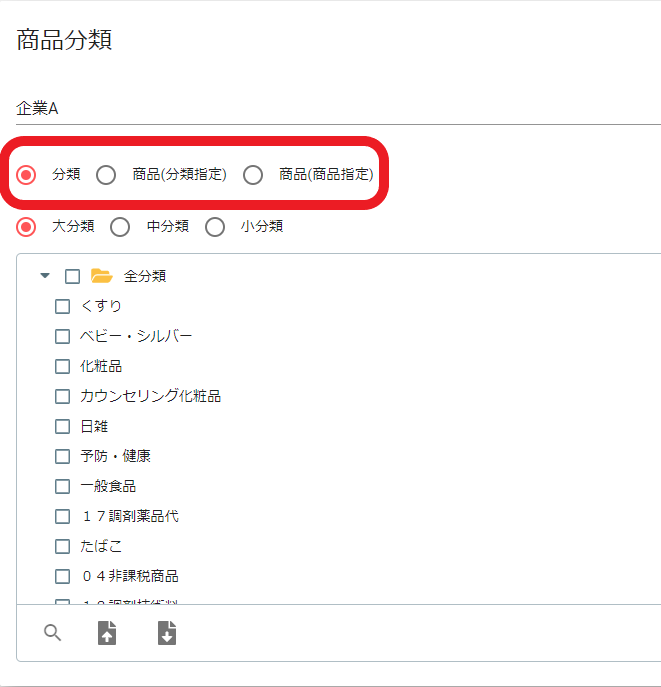 商品分類
企業A
分類 商品(分類指定) 商品(商品指定)
大分類 中分類 小分類
全分類
くすり
ベビー・シルバー
化粧品
カウンセリング化粧品
日雑
予防・健康
一般食品
１７調剤薬品代
たばこ
０４非課税商品